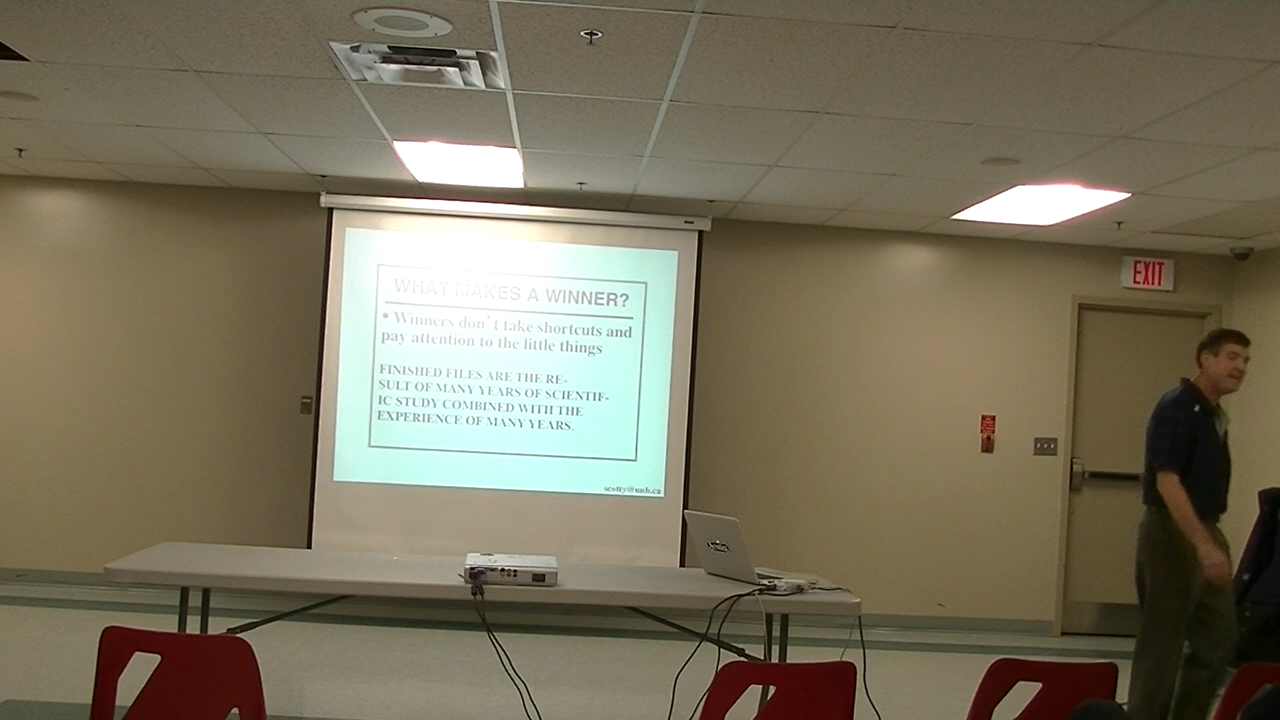 WHAT MAKES A WINNER?
• Winners don't take shortcuts and
pay attention to the little things
FINISHED FILES ARE THE RE-
SULT OF MANY YEARS OF SCIENTIF-
IC STUDY COMBINED WITH THE
EXPERIENCE OF MANY YEARS.
scotty@unb.ca
EXIT